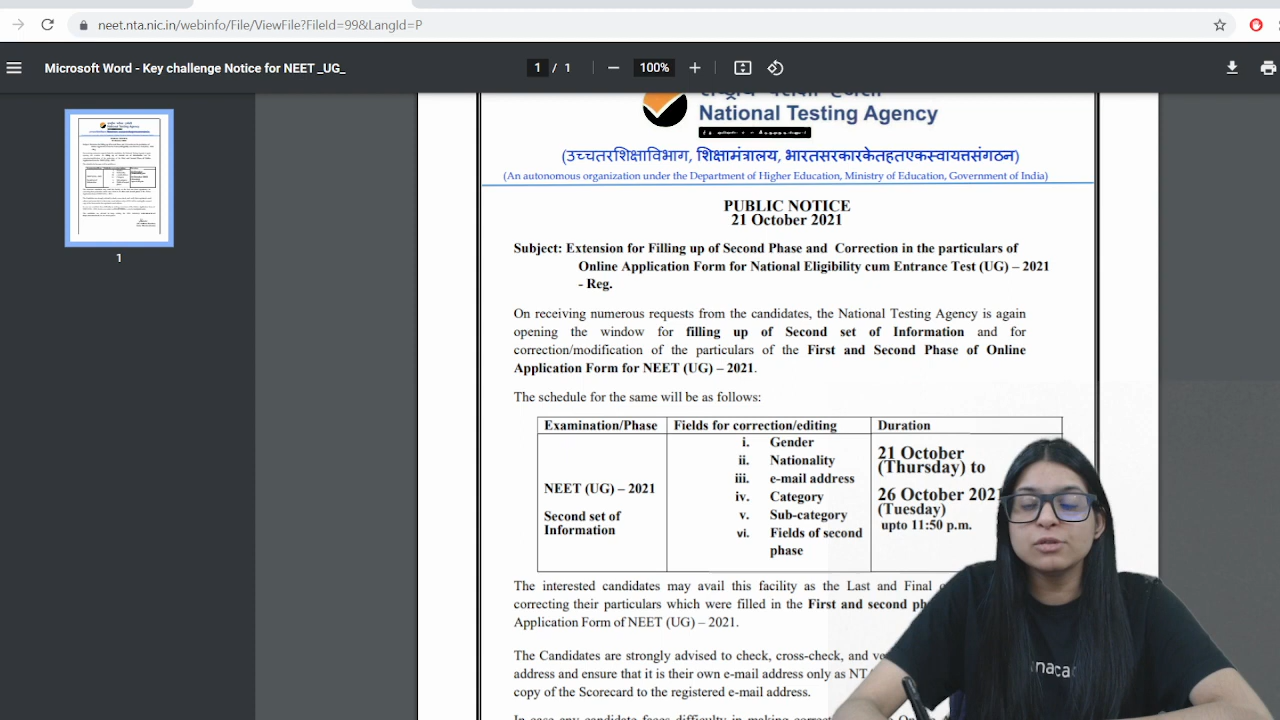 neet.nta.nic.in/webinfo/File/ViewFile?FileId=99&LangId=P
Microsoft Word - Key challenge Notice for NEET _UG_
1 / 1
100%
1
National Testing Agency
(उच्चतरशिक्षाविभाग, शिक्षामंत्रालय, भारतसरकारकेतहतएकस्वायत्तसंगठन)
(An autonomous organization under the Department of Higher Education, Ministry of Education, Government of India)
PUBLIC NOTICE
21 October 2021
Subject: Extension for Filling up of Second Phase and Correction in the particulars of
Online Application Form for National Eligibility cum Entrance Test (UG) – 2021
- Reg.
On receiving numerous requests from the candidates, the National Testing Agency is again
opening the window for filling up of Second set of Information and for
correction/modification of the particulars of the First and Second Phase of Online
Application Form for NEET (UG) – 2021.
The schedule for the same will be as follows:
Examination/Phase Fields for correction/editing Duration
NEET (UG) – 2021
Second set of
Information
i. Gender
ii. Nationality
iii. e-mail address
iv. Category
v. Sub-category
vi. Fields of second
phase
21 October
(Thursday) to
26 October 2021
(Tuesday)
upto 11:50 p.m.
The interested candidates may avail this facility as the Last and Final
correcting their particulars which were filled in the First and second
Application Form of NEET (UG) – 2021.
The Candidates are strongly advised to check, cross-check, and
address and ensure that it is their own e-mail address only as
copy of the Scorecard to the registered e-mail address.
In case any candidate faces difficulty in making